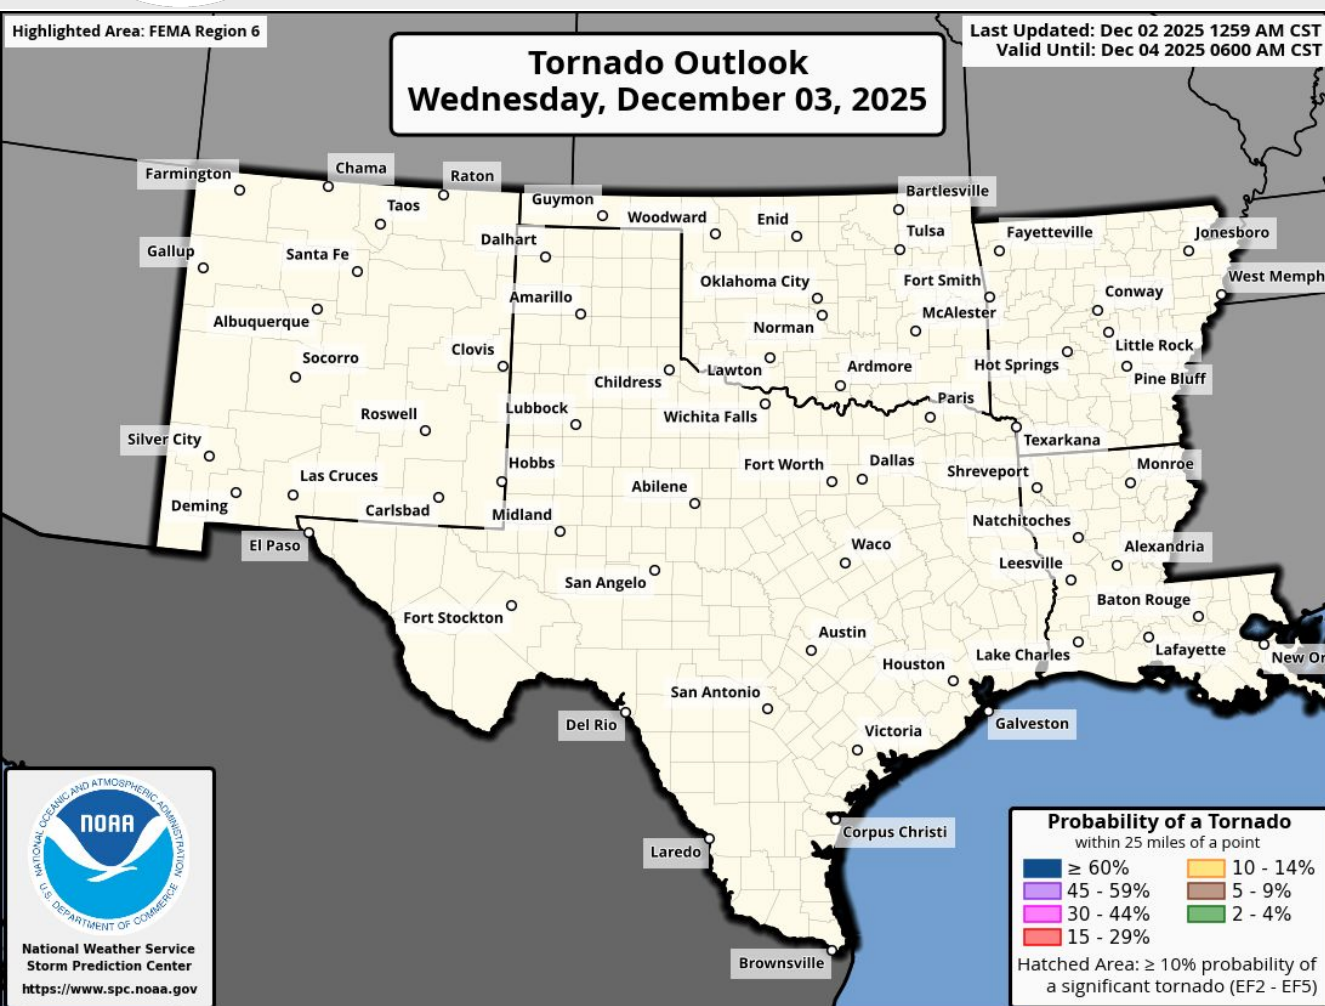 Highlighted Area: FEMA Region 6
Last Updated: Dec 02 2025 1259 AM CST
Valid Until: Dec 04 2025 0600 AM CST
Tornado Outlook
Wednesday, December 03, 2025
Farmington
Chama
Raton
Taos
Guymon
Woodward
Enid
Bartlesville
Tulsa
Fayetteville
Jonesboro
Gallup
Santa Fe
Dalhart
Oklahoma City
Fort Smith
West Memph
Amarillo
Conway
Albuquerque
Norman
McAlester
Little Rock
Socorro
Clovis
Childress
Lawton
Ardmore
Hot Springs
Pine Bluff
Roswell
Lubbock
Wichita Falls
Paris
Silver City
Texarkana
Las Cruces
Hobbs
Fort Worth
Dallas
Shreveport
Monroe
Deming
Carlsbad
Midland
Abilene
Natchitoches
El Paso
Waco
Alexandria
San Angelo
Leesville
Fort Stockton
Baton Rouge
Austin
Houston
Lake Charles
Lafayette
New Or
San Antonio
Del Rio
Galveston
Victoria
Corpus Christi
Laredo
Brownsville
NATIONAL OCEANIC AND ATMOSPHERIC ADMINISTRATION
NOAA
U.S. DEPARTMENT OF COMMERCE
National Weather Service
Storm Prediction Center
https://www.spc.noaa.gov
Probability of a Tornado
within 25 miles of a point
≥ 60%
10 - 14%
45 - 59%
5 - 9%
30 - 44%
2 - 4%
15 - 29%
Hatched Area: ≥ 10% probability of
a significant tornado (EF2 - EF5)